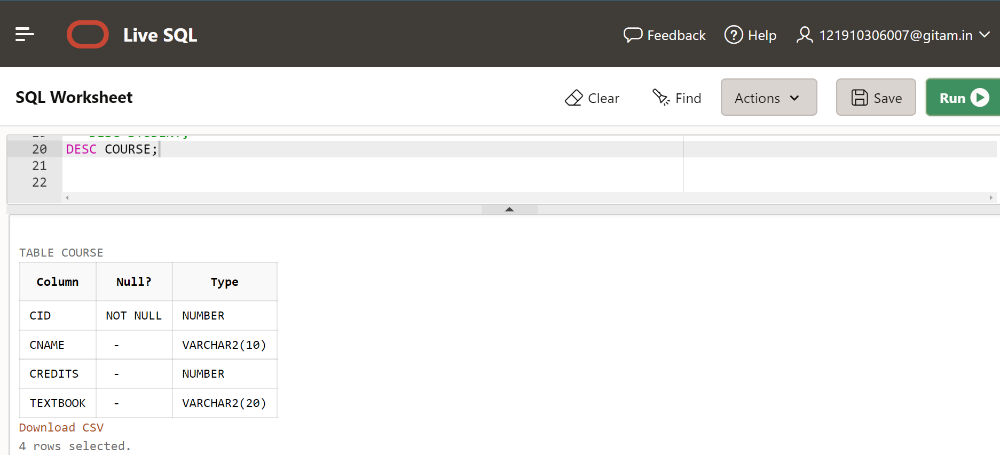 Live SQL
Feedback
Help
121910306007@gitam.in
SQL Worksheet
Clear
Find
Actions
Save
Run
20 DESC COURSE;
21
22
TABLE COURSE
Column Null? Type
CID NOT NULL NUMBER
CNAME - VARCHAR2(10)
CREDITS - NUMBER
TEXTBOOK - VARCHAR2(20)
Download CSV
4 rows selected.